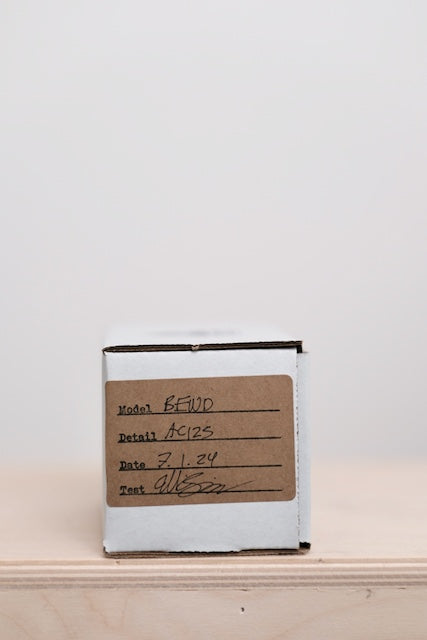 Model BEND
Detail AC125
Date 7.1.24
Test